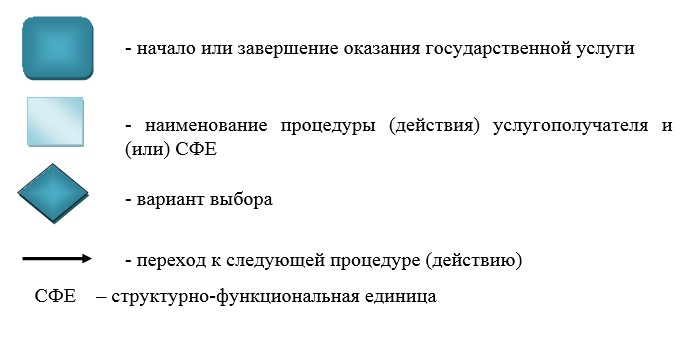 - начало или завершение оказания государственной услуги
- наименование процедуры (действия) услугополучателя и
(или) СФЕ
- вариант выбора
- переход к следующей процедуре (действию)
СФЕ – структурно-функциональная единица